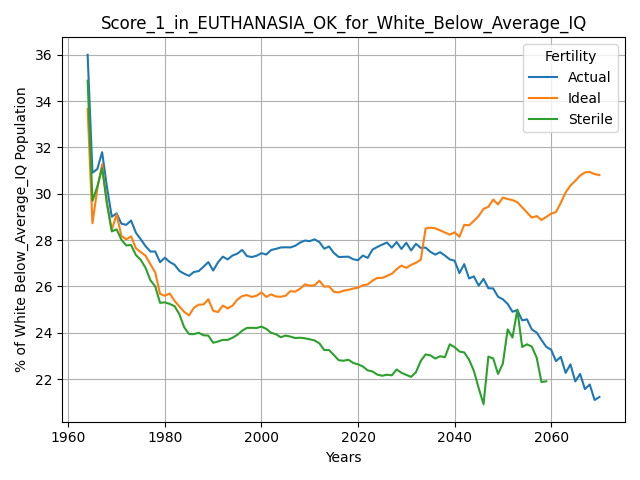 Score_1_in_EUTHANASIA_OK_for_White_Below_Average_IQ
Fertility
Actual
Ideal
Sterile
% of White Below_Average_IQ Population
36
34
32
30
28
26
24
22
1960
1980
2000
2020
2040
2060
Years